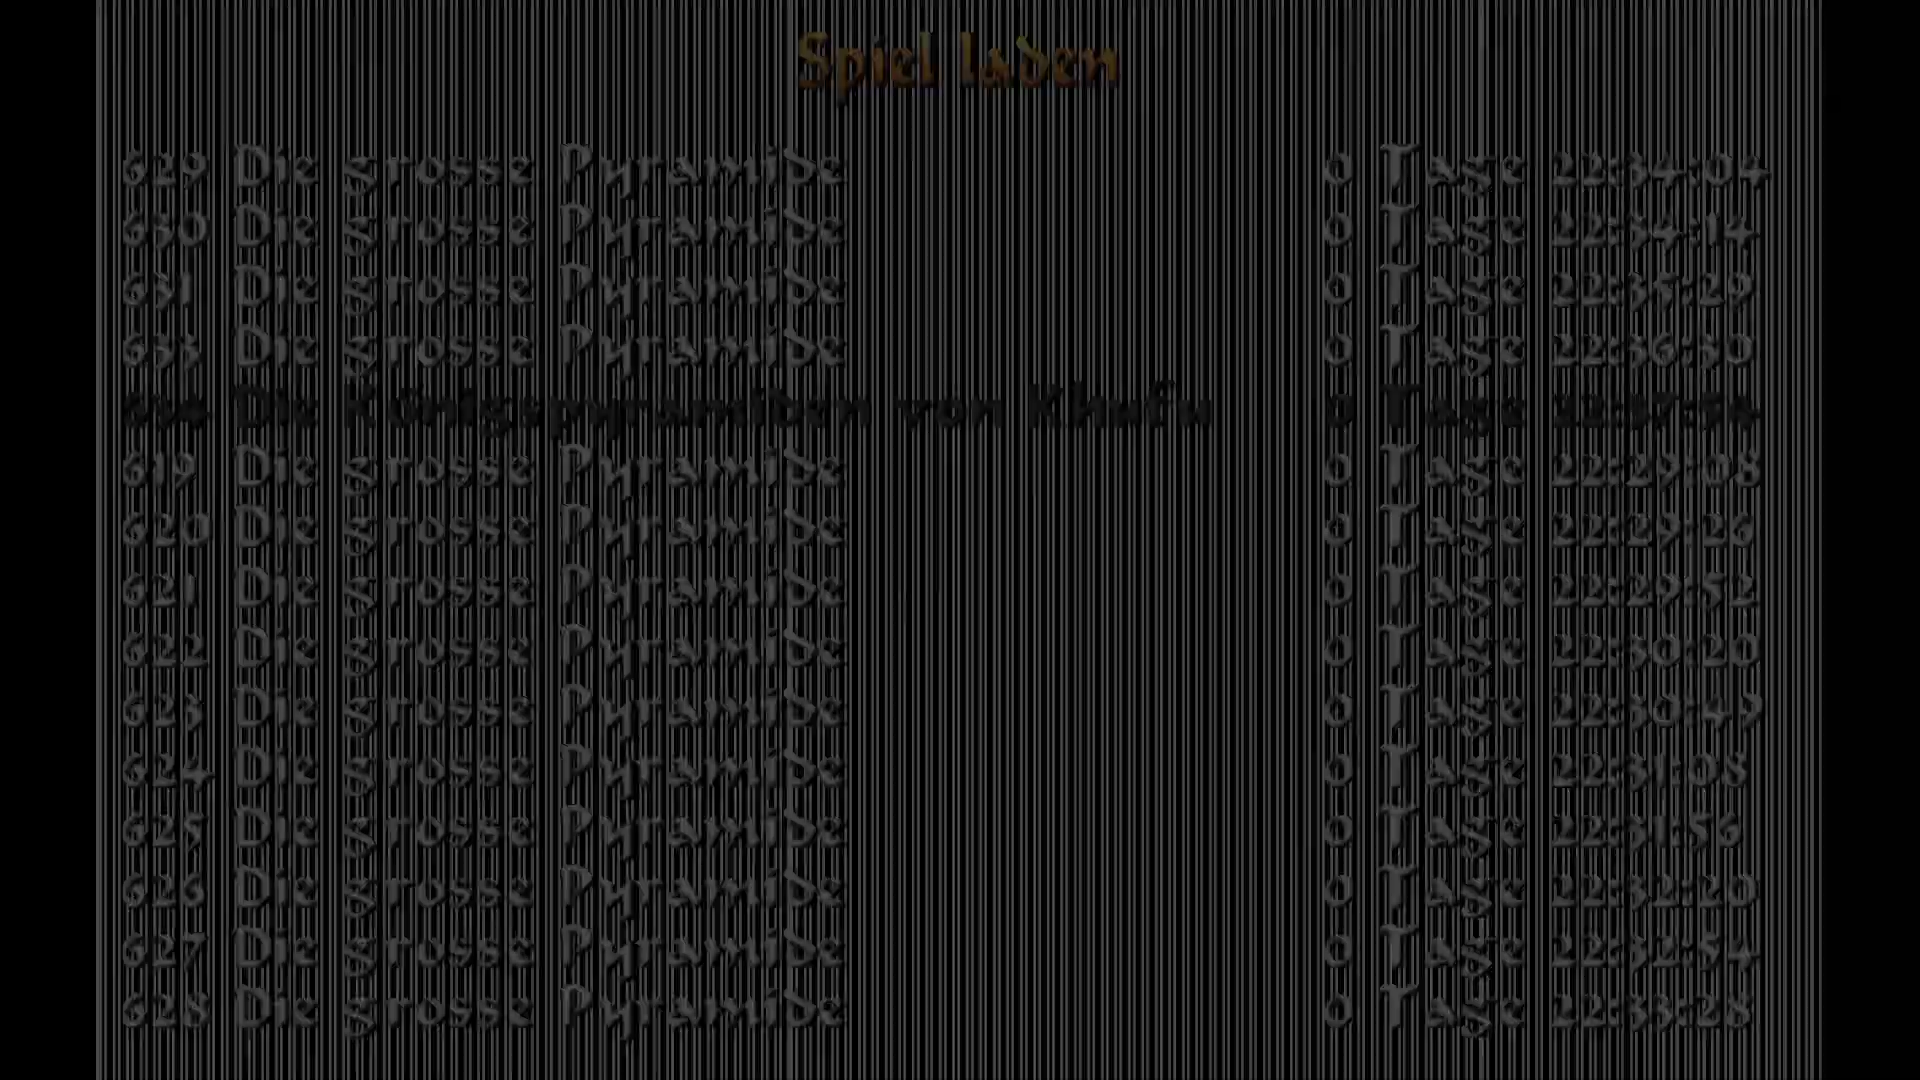 Spiel laden
629 Die grosse Pyramide 0 Tage 22:34:04
630 Die grosse Pyramide 0 Tage 22:34:14
631 Die grosse Pyramide 0 Tage 22:35:29
633 Die grosse Pyramide 0 Tage 22:36:30
634 Die Königspyramiden von Khufu 0 Tage 22:37:34
619 Die grosse Pyramide 0 Tage 22:29:08
620 Die grosse Pyramide 0 Tage 22:29:26
621 Die grosse Pyramide 0 Tage 22:29:52
622 Die grosse Pyramide 0 Tage 22:30:20
623 Die grosse Pyramide 0 Tage 22:30:47
624 Die grosse Pyramide 0 Tage 22:31:08
625 Die grosse Pyramide 0 Tage 22:31:56
626 Die grosse Pyramide 0 Tage 22:32:20
627 Die grosse Pyramide 0 Tage 22:32:54
628 Die grosse Pyramide 0 Tage 22:33:28